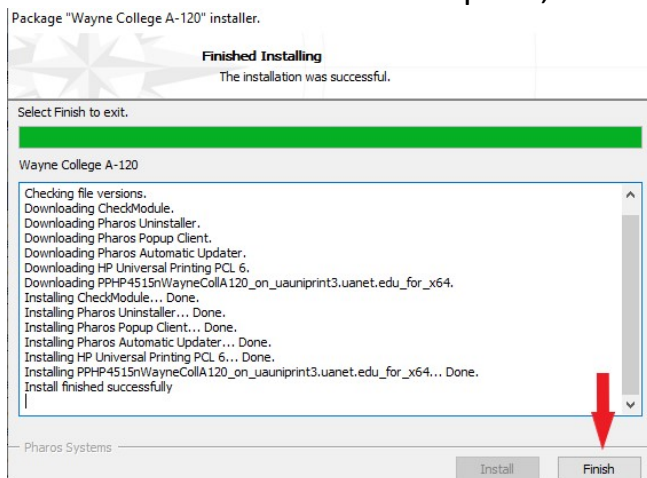 Package "Wayne College A-120" installer.
Finished Installing
The installation was successful.
Select Finish to exit.
Wayne College A-120
Checking file versions.
Downloading CheckModule.
Downloading Pharos Uninstaller.
Downloading Pharos Popup Client.
Downloading Pharos Automatic Updater.
Downloading HP Universal Printing PCL 6.
Downloading PPHP4515nWayneCollA120_on_uauniprint3.uanet.edu_for_x64.
Installing CheckModule... Done.
Installing Pharos Uninstaller... Done.
Installing Pharos Popup Client... Done.
Installing Pharos Automatic Updater... Done.
Installing HP Universal Printing PCL 6... Done.
Installing PPHP4515nWayneCollA120_on_uauniprint3.uanet.edu_for_x64... Done.
Install finished successfully
Pharos Systems
Install Finish